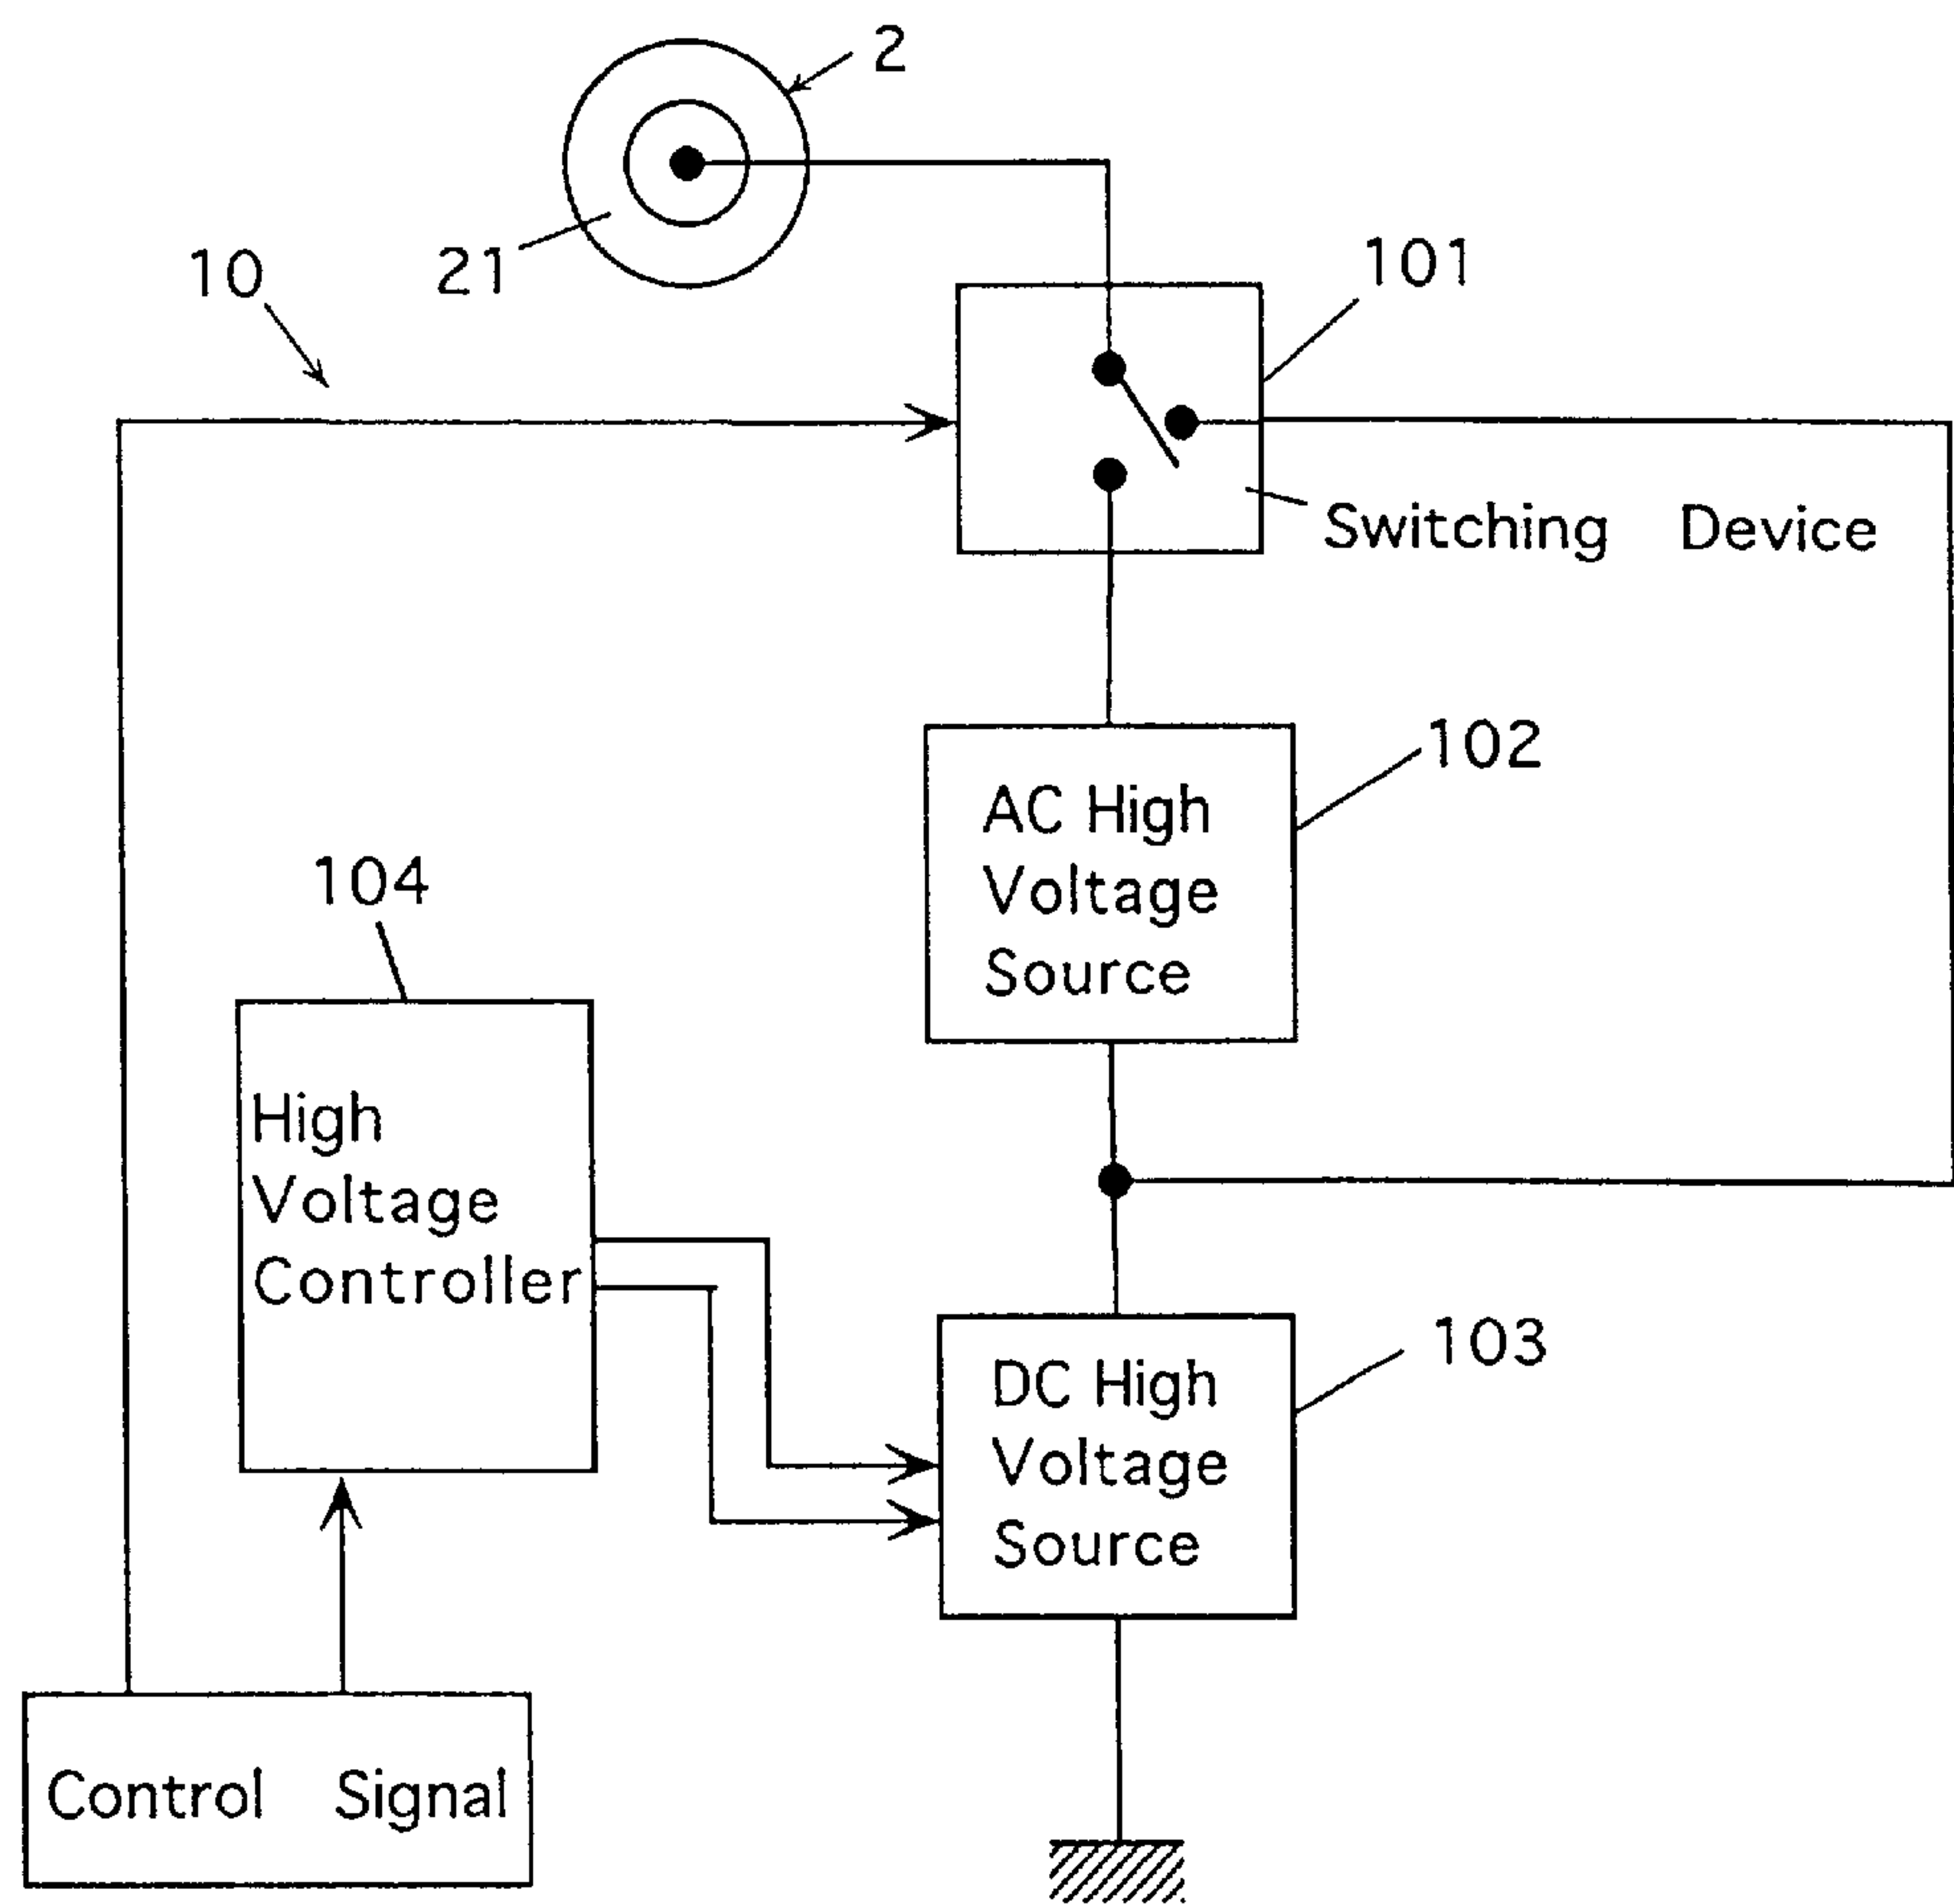 2
21
10
101
Switching Device
102
AC High
Voltage
Source
104
High
Voltage
Controller
103
DC High
Voltage
Source
Control Signal